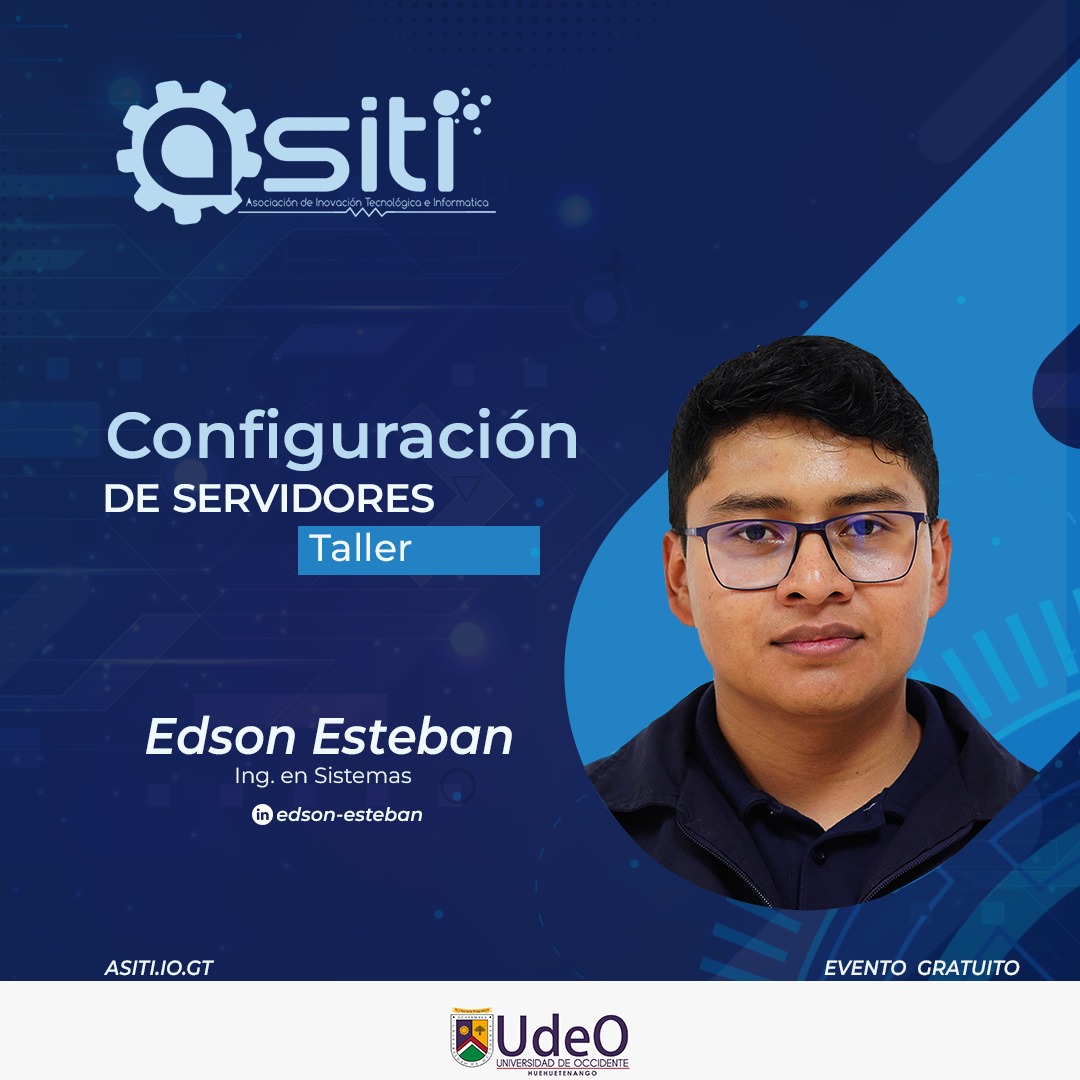 asiti
Asociación de Inovación Tecnológica e Informatica
Configuración
DE SERVIDORES
Taller
Edson Esteban
Ing. en Sistemas
in edson-esteban
ASITI.IO.GT
EVENTO GRATUITO
UdeO
UNIVERSIDAD DE OCCIDENTE
HUEHUETENANGO